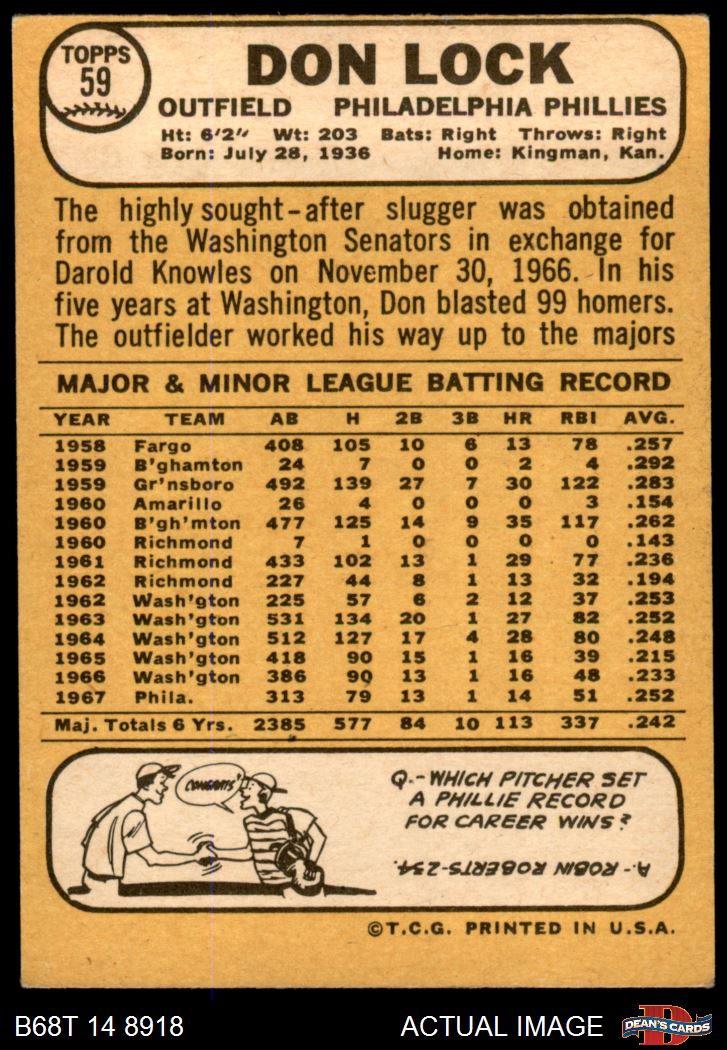 TOPPS
59
DON LOCK
OUTFIELD PHILADELPHIA PHILLIES
Ht: 6'2" Wt: 203 Bats: Right Throws: Right
Born: July 28, 1936 Home: Kingman, Kan.
The highly sought-after slugger was obtained
from the Washington Senators in exchange for
Darold Knowles on November 30, 1966. In his
five years at Washington, Don blasted 99 homers.
The outfielder worked his way up to the majors
MAJOR & MINOR LEAGUE BATTING RECORD
YEAR TEAM AB H 2B 3B HR RBI AVG.
1958 Fargo 408 105 10 6 13 78 .257
1959 B'ghamton 24 7 0 0 2 4 .292
1959 Gr'nsboro 492 139 27 7 30 122 .283
1960 Amarillo 26 4 0 0 0 3 .154
1960 B'gh'mton 477 125 14 9 35 117 .262
1960 Richmond 7 1 0 0 0 0 .143
1961 Richmond 433 102 13 1 29 77 .236
1962 Richmond 227 44 8 1 13 32 .194
1962 Wash'gton 225 57 6 2 12 37 .253
1963 Wash'gton 531 134 20 1 27 82 .252
1964 Wash'gton 512 127 17 4 28 80 .248
1965 Wash'gton 418 90 15 1 16 39 .215
1966 Wash'gton 386 90 13 1 16 48 .233
1967 Phila. 313 79 13 1 14 51 .252
Maj. Totals 6 Yrs. 2385 577 84 10 113 337 .242
CONGRATS'
Q.-WHICH PITCHER SET
A PHILLIE RECORD
FOR CAREER WINS?
A.-ROBIN ROBERTS-254.
©T.C.G. PRINTED IN U.S.A.
B68T 14 8918 ACTUAL IMAGE
D
DEAN'S CARDS